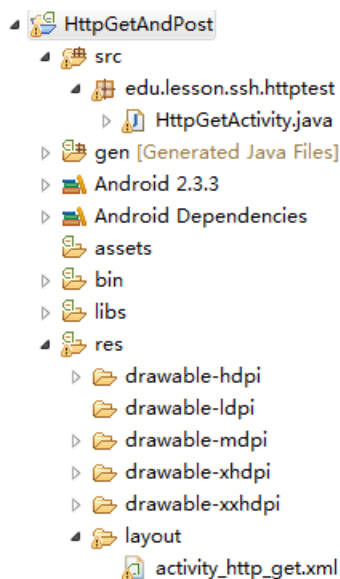 HttpGetAndPost
src
edu.lesson.ssh.httptest
HttpGetActivity.java
gen [Generated Java Files]
Android 2.3.3
Android Dependencies
assets
bin
libs
res
drawable-hdpi
drawable-ldpi
drawable-mdpi
drawable-xhdpi
drawable-xxhdpi
layout
activity_http_get.xml